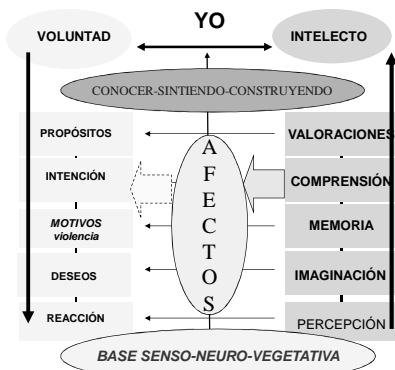 YO
VOLUNTAD
INTELECTO
CONOCER-SINTIENDO-CONSTRUYENDO
PROPÓSITOS
VALORACIONES
INTENCIÓN
COMPRENSIÓN
MOTIVOS
violencia
MEMORIA
DESEOS
IMAGINACIÓN
REACCIÓN
PERCEPCIÓN
AFECTOS
BASE SENSO-NEURO-VEGETATIVA